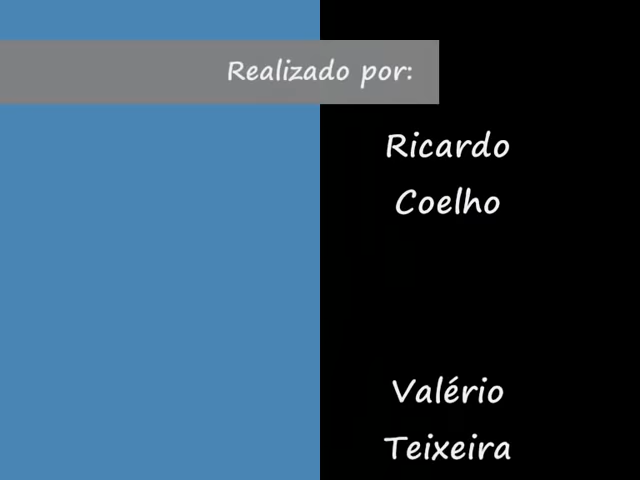 Realizado por:
Ricardo
Coelho
Valério
Teixeira